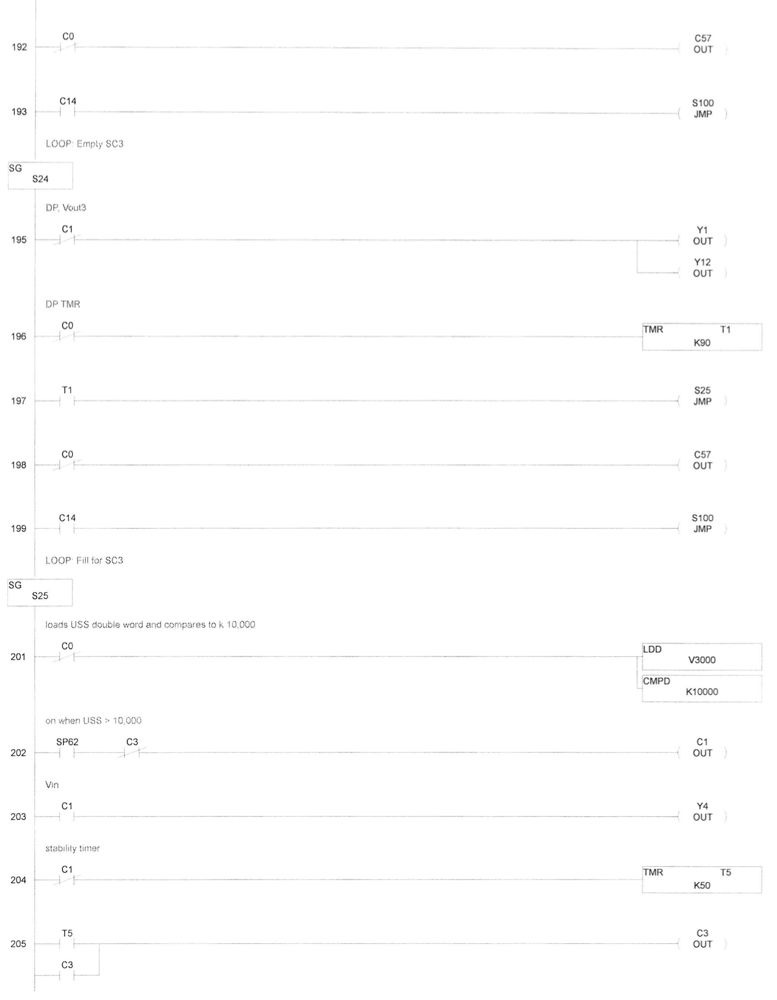 C0
192
C57
OUT
C14
193
S100
JMP
LOOP: Empty SC3
SG
S24
DP, Vout3
C1
195
Y1
OUT
Y12
OUT
DP TMR
C0
196
TMR T1
K90
T1
197
S25
JMP
C0
198
C57
OUT
C14
199
S100
JMP
LOOP: Fill for SC3
SG
S25
loads USS double word and compares to k 10,000
C0
201
LDD
V3000
CMPD
K10000
on when USS > 10,000
SP62 C3
202
C1
OUT
Vin
C1
203
Y4
OUT
stability timer
C1
204
TMR T5
K50
T5
205
C3
OUT
C3